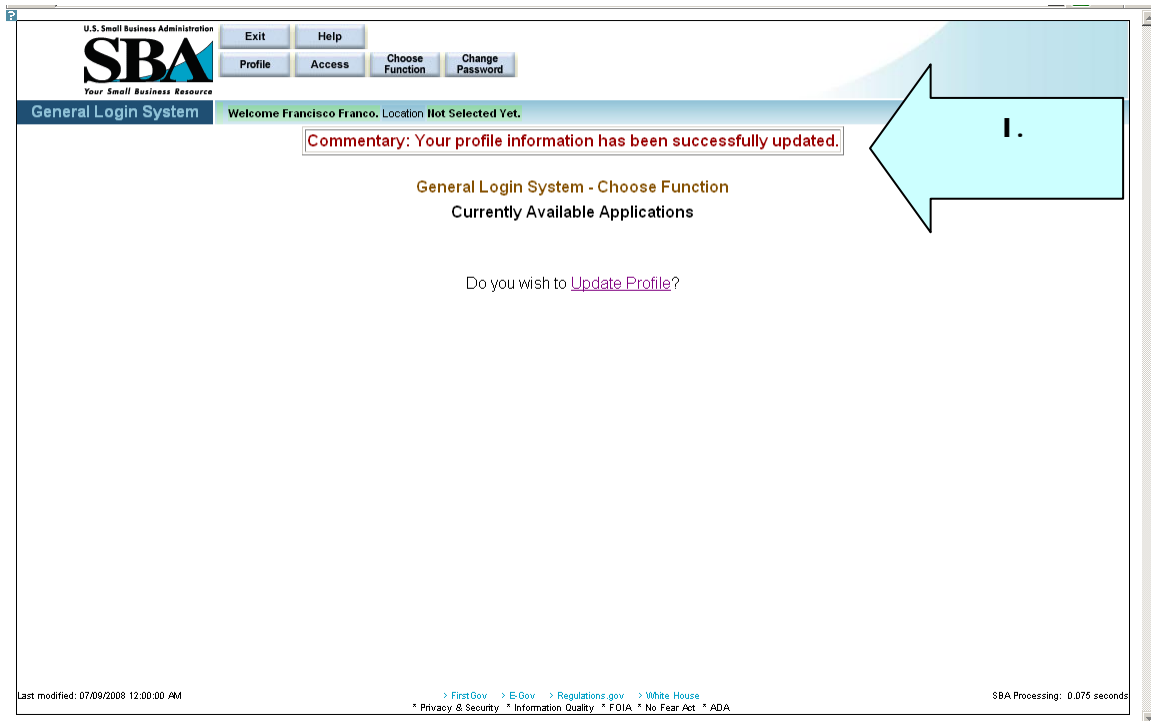 ?
U.S. Small Business Administration
SBA
Your Small Business Resource
Exit Help
Profile Access Choose Function Change Password
General Login System Welcome Francisco Franco. Location Not Selected Yet.
Commentary: Your profile information has been successfully updated.
I.
General Login System - Choose Function
Currently Available Applications
Do you wish to Update Profile?
Last modified: 07/09/2008 12:00:00 AM > FirstGov > E-Gov > Regulations.gov > White House SBA Processing: 0.075 seconds
* Privacy & Security * Information Quality * FOIA * No Fear Act * ADA